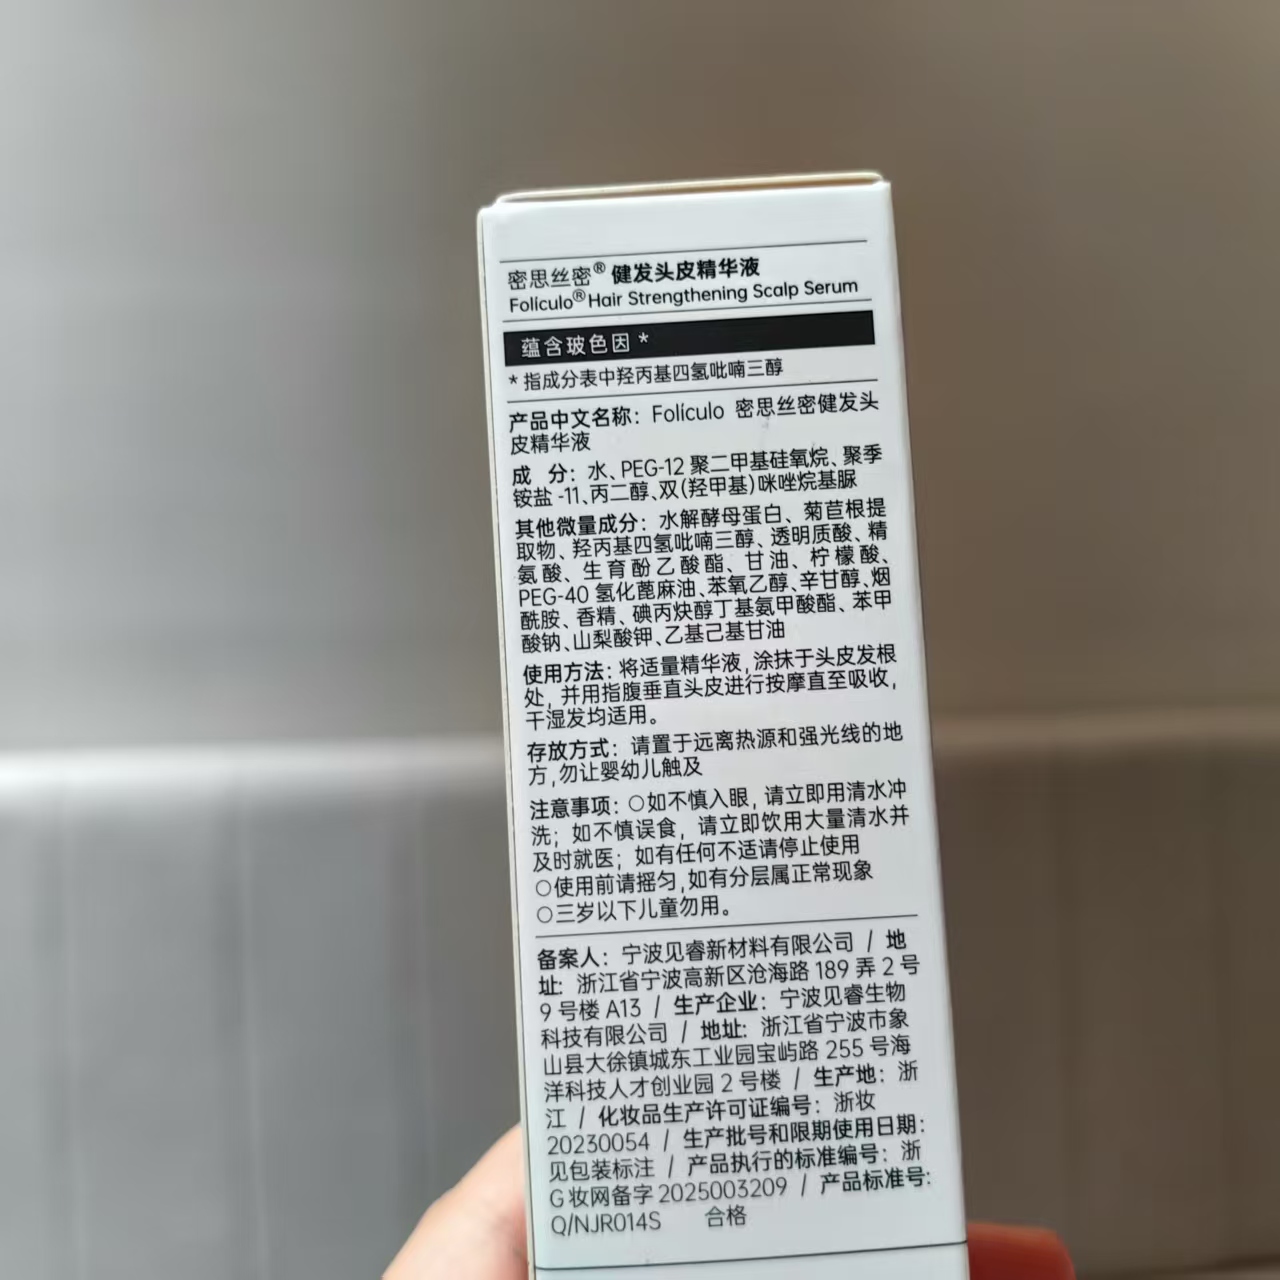 密思丝密® 健发头皮精华液
Folículo® Hair Strengthening Scalp Serum
蕴含玻色因*
*指成分表中羟丙基四氢吡喃三醇
产品中文名称：Folículo 密思丝密健发头
皮精华液
成 分：水、PEG-12 聚二甲基硅氧烷、聚季
铵盐-11、丙二醇、双(羟甲基)咪唑烷基脲
其他微量成分：水解酵母蛋白、菊苣根提
取物、羟丙基四氢吡喃三醇、透明质酸、精
氨酸、生育酚乙酸酯、甘油、柠檬酸、
PEG-40 氢化蓖麻油、苯氧乙醇、辛甘醇、烟
酰胺、香精、碘丙炔醇丁基氨甲酸酯、苯甲
酸钠、山梨酸钾、乙基己基甘油
使用方法：将适量精华液,涂抹于头皮发根
处，并用指腹垂直头皮进行按摩直至吸收,
干湿发均适用。
存放方式：请置于远离热源和强光线的地
方,勿让婴幼儿触及
注意事项：○如不慎入眼，请立即用清水冲
洗；如不慎误食，请立即饮用大量清水并
及时就医；如有任何不适请停止使用
○使用前请摇匀,如有分层属正常现象
○三岁以下儿童勿用。
备案人：宁波见睿新材料有限公司 / 地
址：浙江省宁波高新区沧海路 189 弄 2 号
9 号楼 A13 / 生产企业：宁波见睿生物
科技有限公司 / 地址：浙江省宁波市象
山县大徐镇城东工业园宝屿路 255 号海
洋科技人才创业园 2 号楼 / 生产地：浙
江 / 化妆品生产许可证编号：浙妆
20230054 / 生产批号和限期使用日期：
见包装标注 / 产品执行的标准编号：浙
G 妆网备字 2025003209 / 产品标准号:
Q/NJR014S 合格